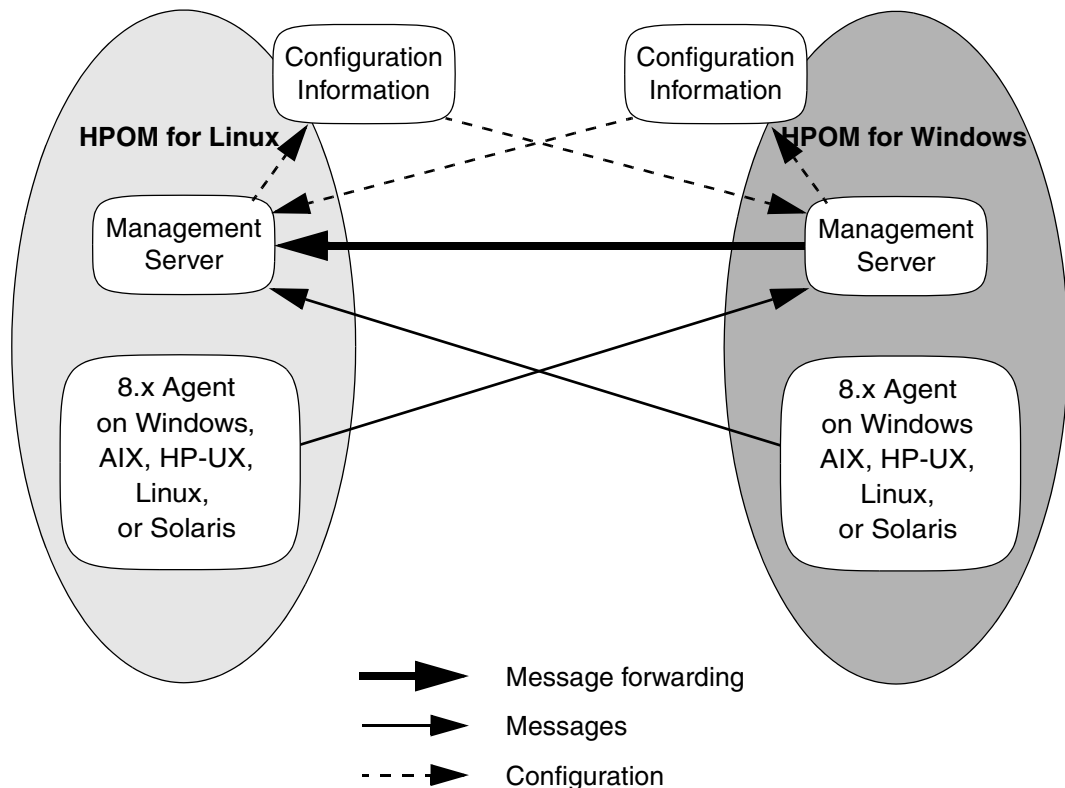 Configuration
Information
Configuration
Information
HPOM for Linux
HPOM for Windows
Management
Server
Management
Server
8.x Agent
on Windows,
AIX, HP-UX,
Linux,
or Solaris
8.x Agent
on Windows
AIX, HP-UX,
Linux,
or Solaris
Message forwarding
Messages
Configuration